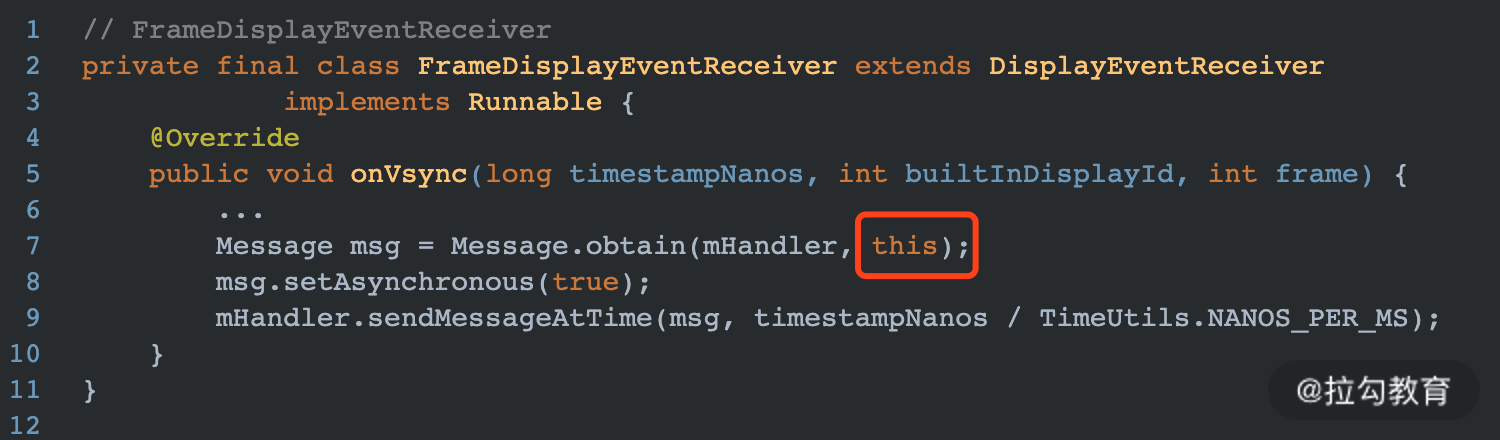 1 // FrameDisplayEventReceiver
2 private final class FrameDisplayEventReceiver extends DisplayEventReceiver
3             implements Runnable {
4     @Override
5     public void onVsync(long timestampNanos, int builtInDisplayId, int frame) {
6         ...
7         Message msg = Message.obtain(mHandler, this);
8         msg.setAsynchronous(true);
9         mHandler.sendMessageAtTime(msg, timestampNanos / TimeUtils.NANOS_PER_MS);
10     }
11 }
12
@拉勾教育